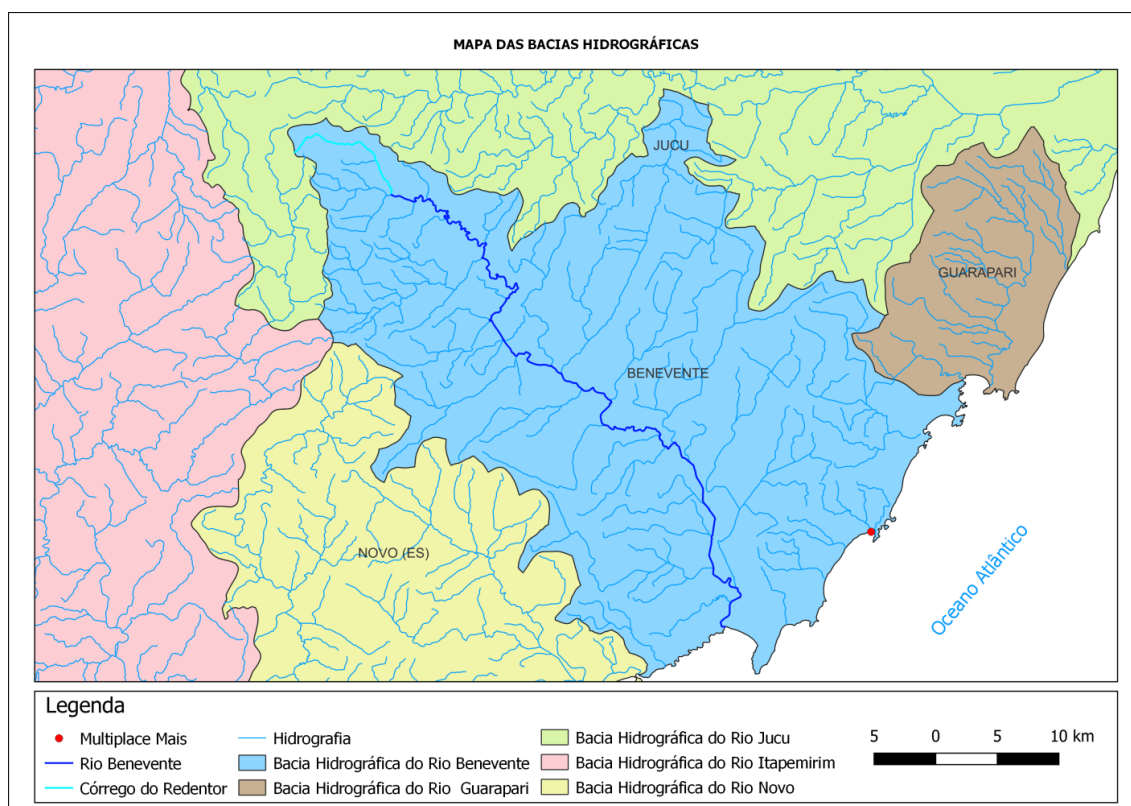 MAPA DAS BACIAS HIDROGRÁFICAS
JUCU
GUARAPARI
BENEVENTE
NOVO (ES)
Oceano Atlântico
Legenda
Multiplace Mais
Rio Benevente
Córrego do Redentor
Hidrografia
Bacia Hidrográfica do Rio Benevente
Bacia Hidrográfica do Rio Guarapari
Bacia Hidrográfica do Rio Jucu
Bacia Hidrográfica do Rio Itapemirim
Bacia Hidrográfica do Rio Novo
5 0 5 10 km